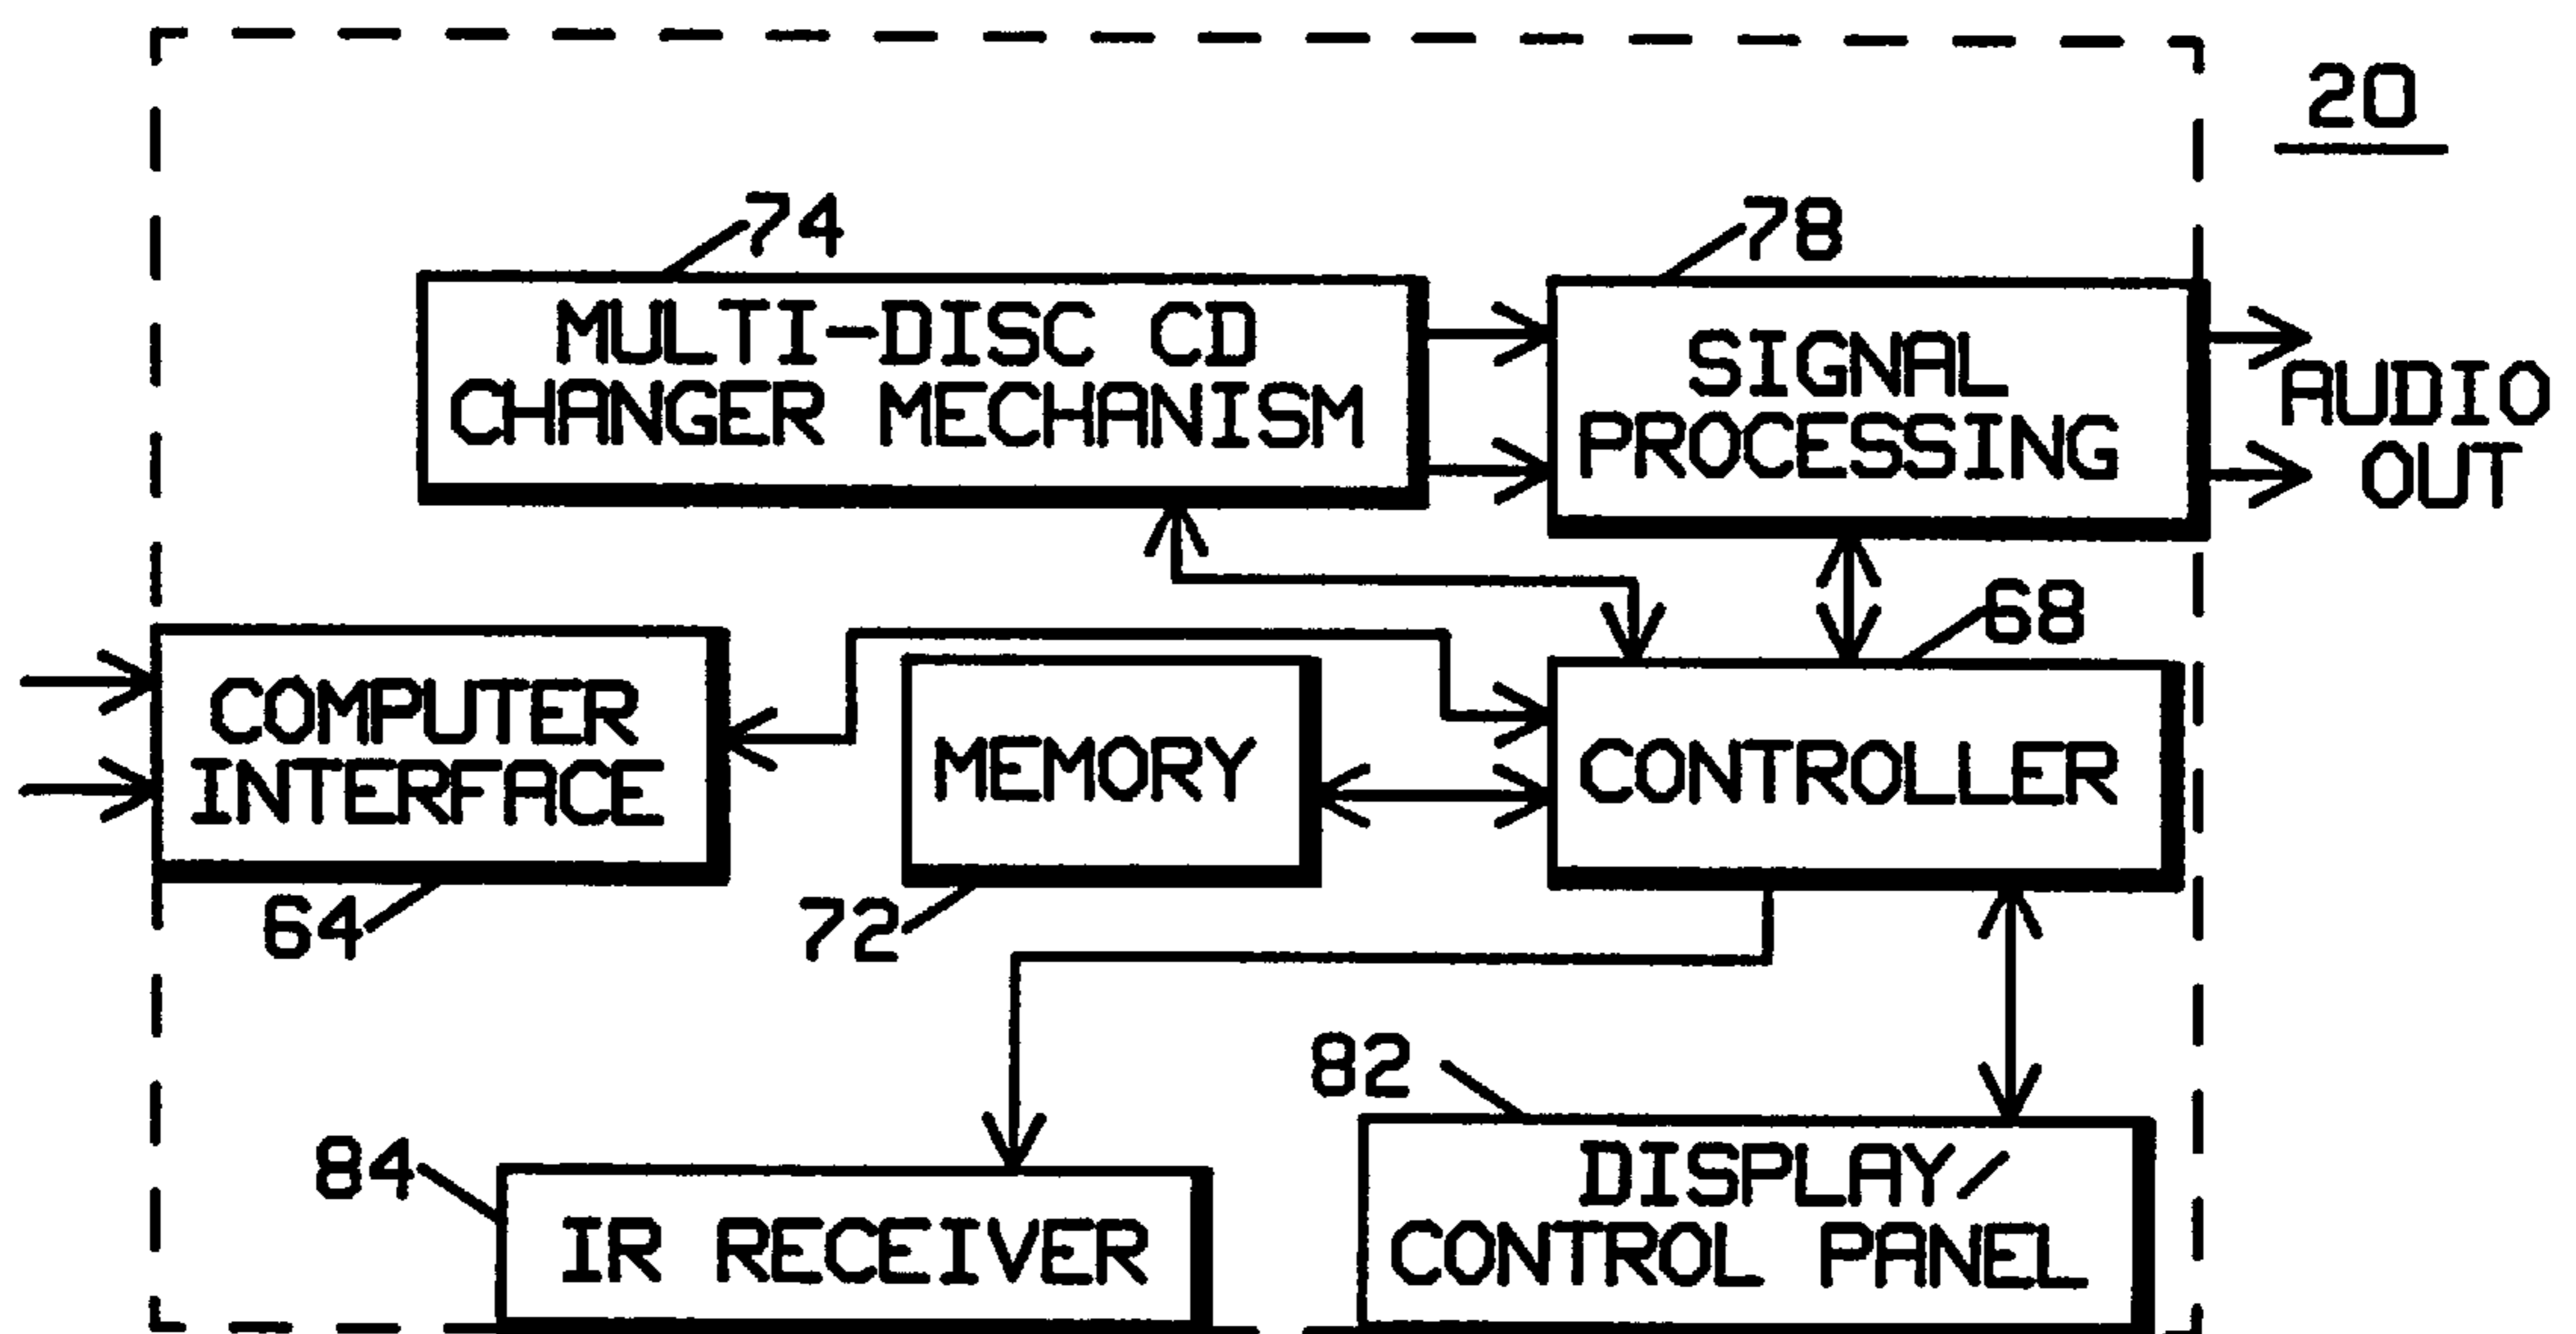 20
74
MULTI-DISC CD
CHANGER MECHANISM
78
SIGNAL
PROCESSING
AUDIO
OUT
COMPUTER
INTERFACE
64
MEMORY
72
68
CONTROLLER
84
IR RECEIVER
82
DISPLAY/
CONTROL PANEL